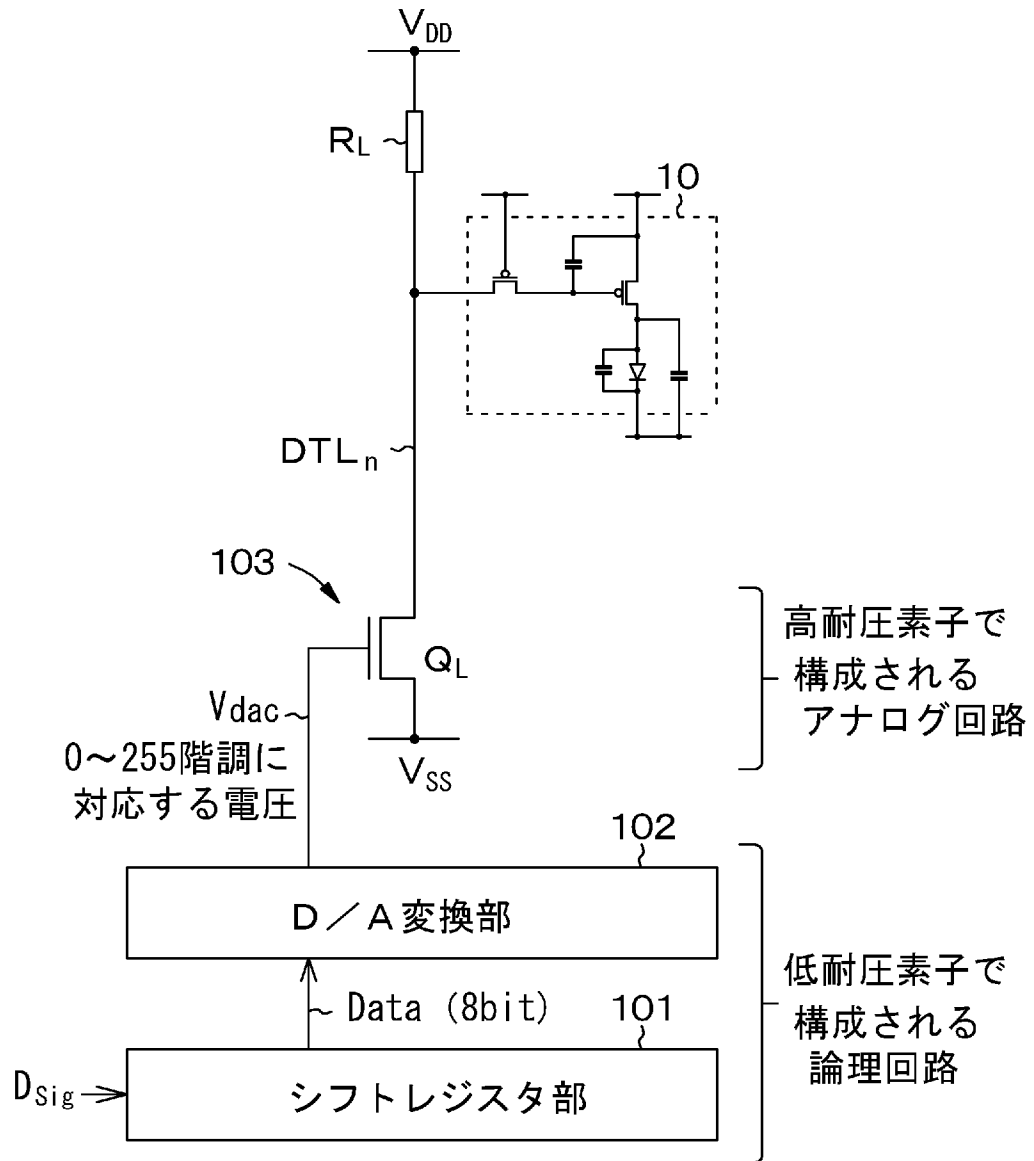 VDD
RL
10
DTLn
103
QL
高耐圧素子で
構成される
アナログ回路
Vdac
0～255階調に
対応する電圧
VSS
102
D／A変換部
低耐圧素子で
構成される
論理回路
Data (8bit)
101
DSig
シフトレジスタ部